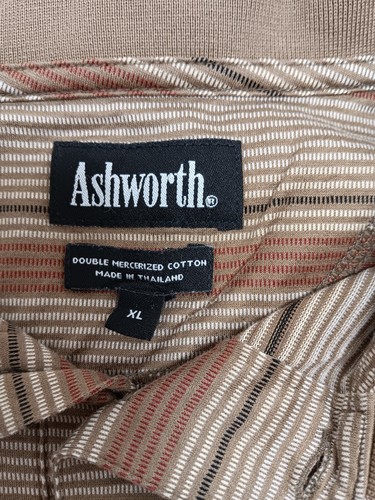 Ashworth®
DOUBLE MERCERIZED COTTON
MADE IN THAILAND
XL